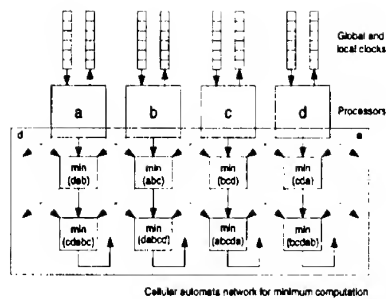 Global and
local clocks
a b c d
Processors
d a
min min min min
(dab) (abc) (bcd) (cda)
min min min min
(cdabc) (dabcd) (abcda) (bcdab)
Cellular automata network for minimum computation